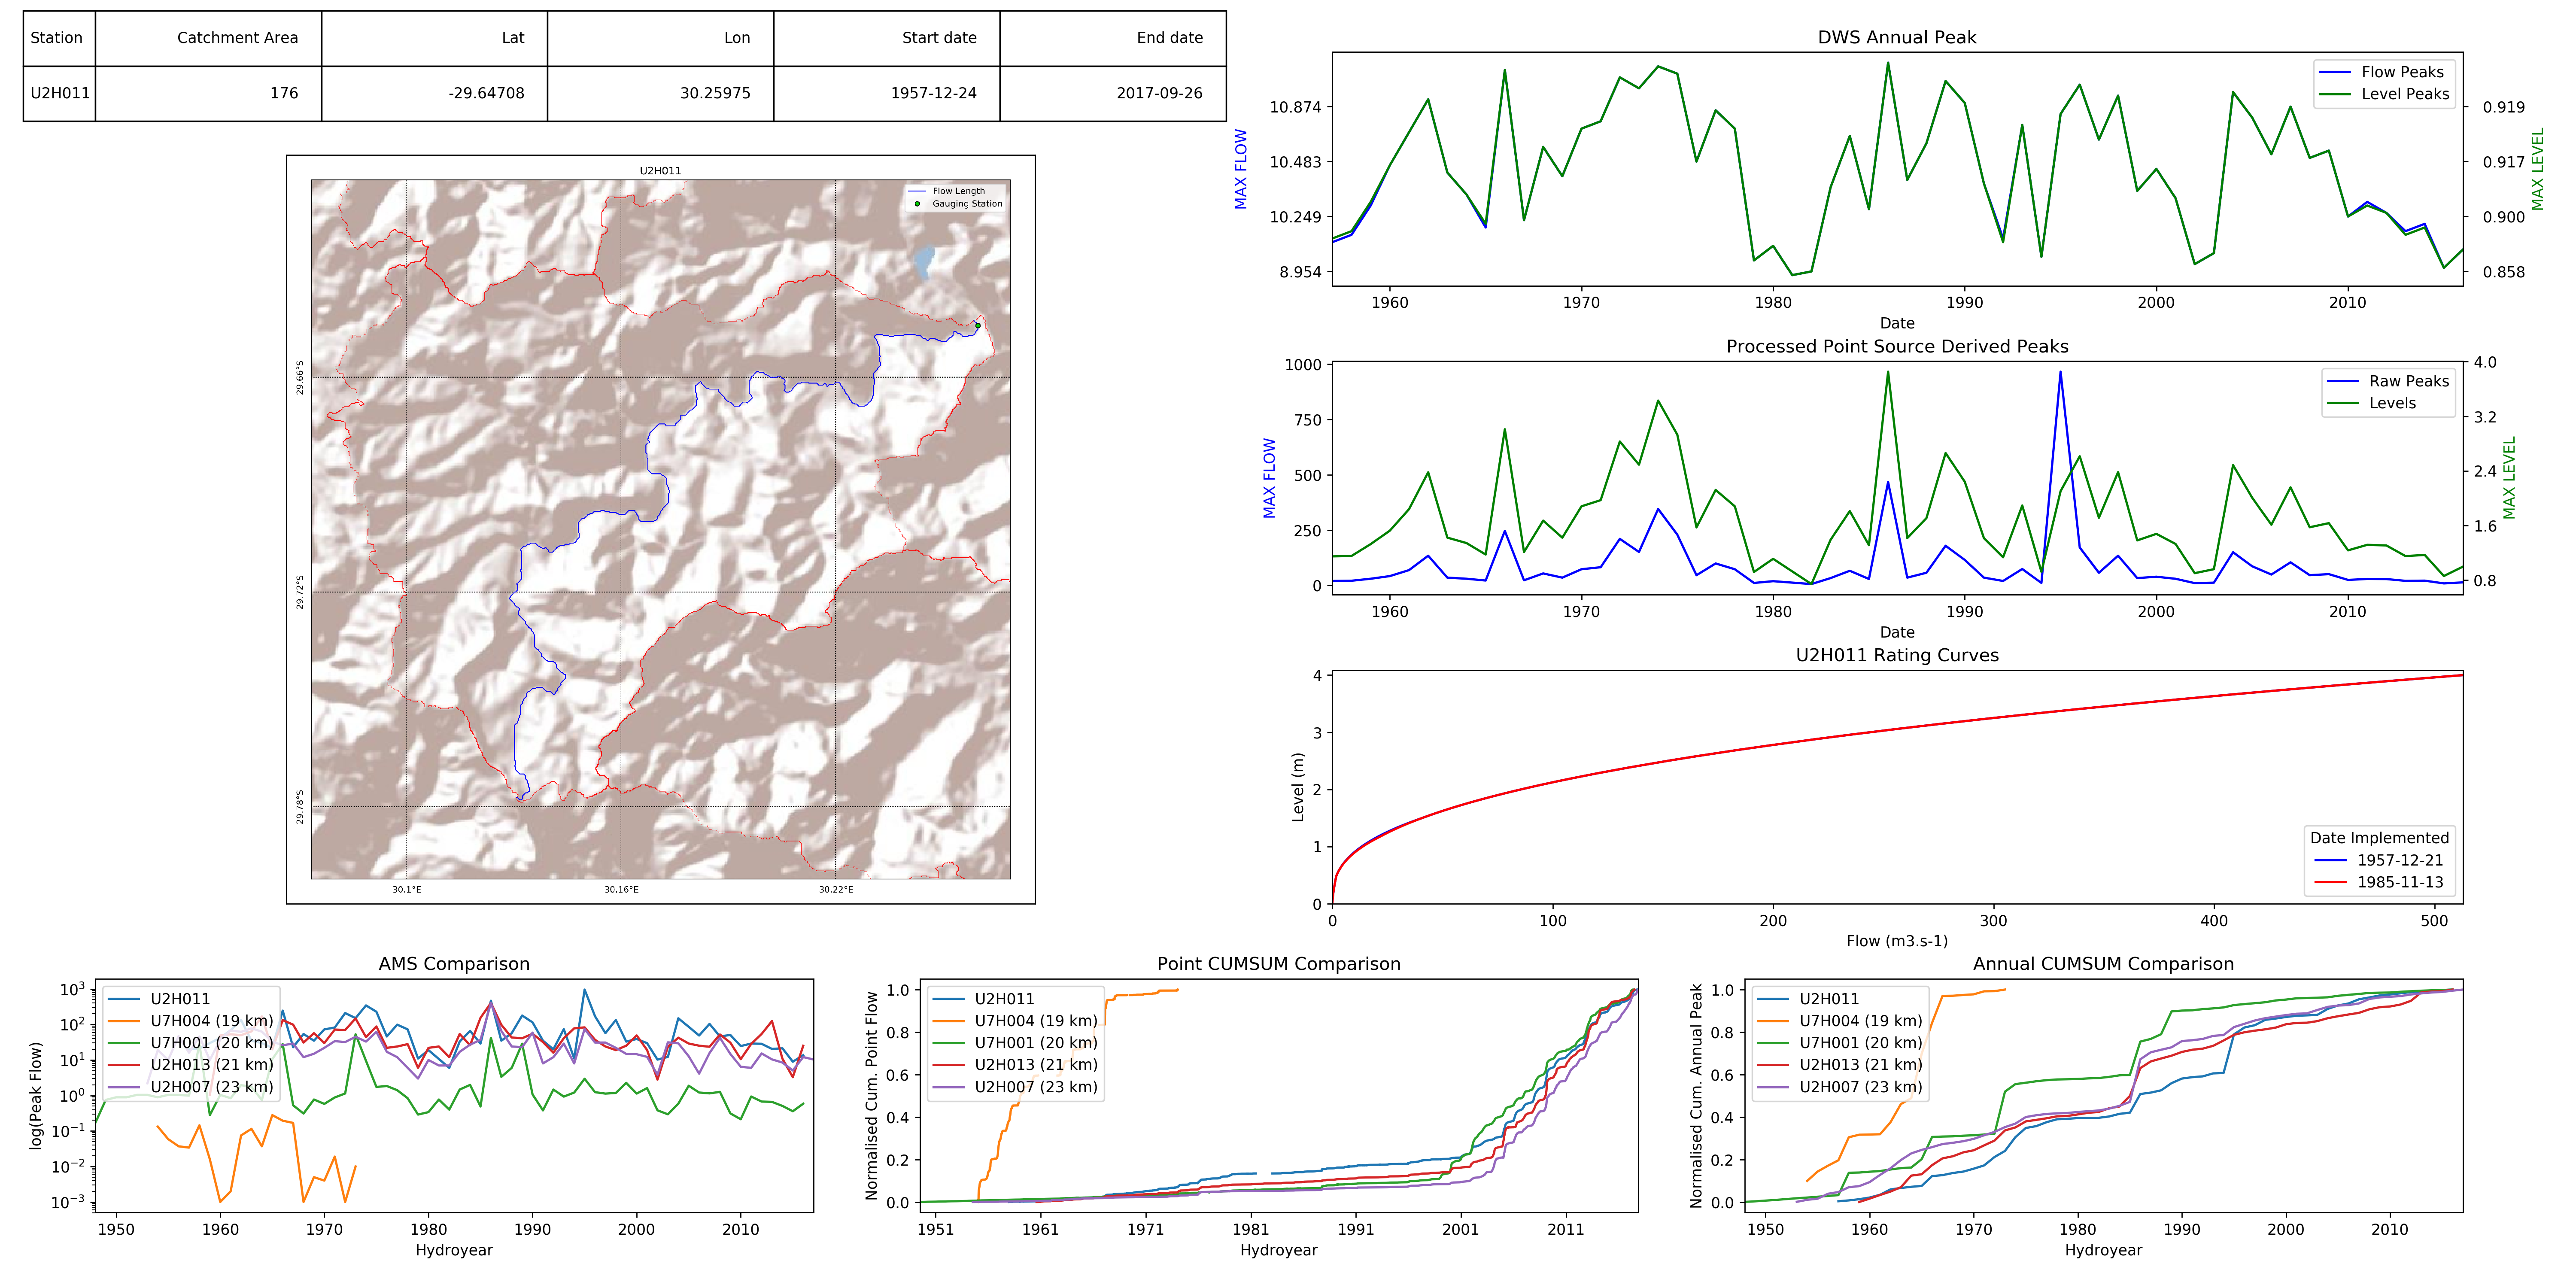 Station Catchment Area Lat Lon Start date End date
U2H011 176 -29.64708 30.25975 1957-12-24 2017-09-26
U2H011
Flow Length
Gauging Station
29.66°S
29.72°S
29.78°S
30.1°E 30.16°E 30.22°E
DWS Annual Peak
Flow Peaks
Level Peaks
MAX FLOW
10.874
10.483
10.249
8.954
0.919
0.917
0.900
0.858
MAX LEVEL
1960 1970 1980 1990 2000 2010
Date
Processed Point Source Derived Peaks
Raw Peaks
Levels
MAX FLOW
1000
750
500
250
0
4.0
3.2
2.4
1.6
0.8
MAX LEVEL
1960 1970 1980 1990 2000 2010
Date
U2H011 Rating Curves
Level (m)
4
3
2
1
0
Date Implemented
1957-12-21
1985-11-13
0 100 200 300 400 500
Flow (m3.s-1)
AMS Comparison
log(Peak Flow)
10³
10²
10¹
10⁰
10⁻¹
10⁻²
10⁻³
U2H011
U7H004 (19 km)
U7H001 (20 km)
U2H013 (21 km)
U2H007 (23 km)
1950 1960 1970 1980 1990 2000 2010
Hydroyear
Point CUMSUM Comparison
Normalised Cum. Point Flow
1.0
0.8
0.6
0.4
0.2
0.0
U2H011
U7H004 (19 km)
U7H001 (20 km)
U2H013 (21 km)
U2H007 (23 km)
1951 1961 1971 1981 1991 2001 2011
Hydroyear
Annual CUMSUM Comparison
Normalised Cum. Annual Peak
1.0
0.8
0.6
0.4
0.2
0.0
U2H011
U7H004 (19 km)
U7H001 (20 km)
U2H013 (21 km)
U2H007 (23 km)
1950 1960 1970 1980 1990 2000 2010
Hydroyear